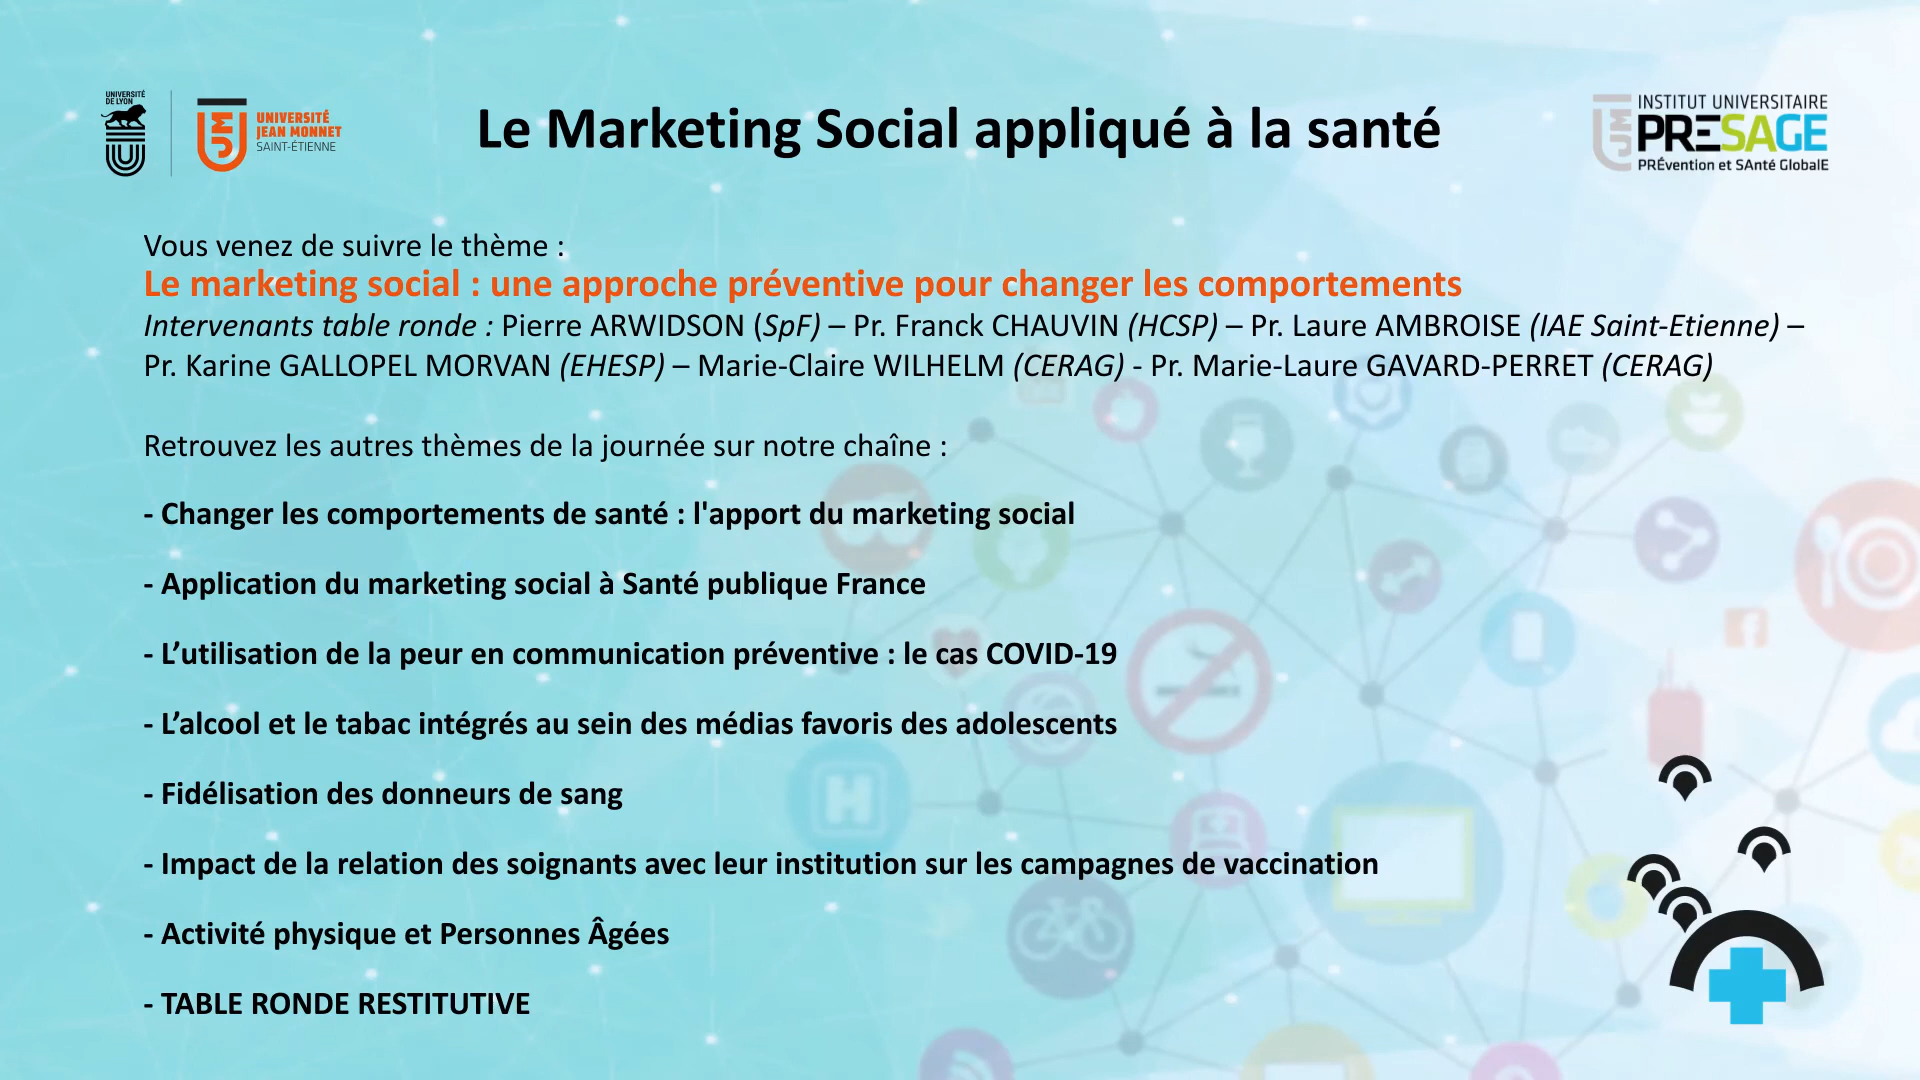 UNIVERSITÉ
DE LYON
UNIVERSITÉ
JEAN MONNET
SAINT-ÉTIENNE
Le Marketing Social appliqué à la santé
UJM
INSTITUT UNIVERSITAIRE
PRESAGE
PRÉvention et SAnté GlobalE
Vous venez de suivre le thème :
Le marketing social : une approche préventive pour changer les comportements
Intervenants table ronde : Pierre ARWIDSON (SpF) – Pr. Franck CHAUVIN (HCSP) – Pr. Laure AMBROISE (IAE Saint-Etienne) –
Pr. Karine GALLOPEL MORVAN (EHESP) – Marie-Claire WILHELM (CERAG) - Pr. Marie-Laure GAVARD-PERRET (CERAG)
Retrouvez les autres thèmes de la journée sur notre chaîne :
- Changer les comportements de santé : l'apport du marketing social
- Application du marketing social à Santé publique France
- L’utilisation de la peur en communication préventive : le cas COVID-19
- L’alcool et le tabac intégrés au sein des médias favoris des adolescents
- Fidélisation des donneurs de sang
- Impact de la relation des soignants avec leur institution sur les campagnes de vaccination
- Activité physique et Personnes Âgées
- TABLE RONDE RESTITUTIVE